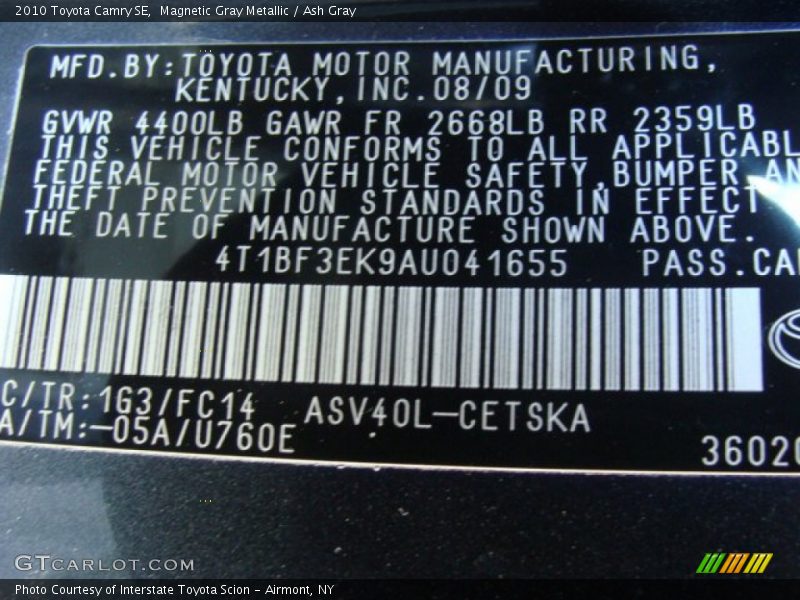 2010 Toyota Camry SE, Magnetic Gray Metallic / Ash Gray
MFD.BY:TOYOTA MOTOR MANUFACTURING,
KENTUCKY,INC.08/09
GVWR 4400LB GAWR FR 2668LB RR 2359LB
THIS VEHICLE CONFORMS TO ALL APPLICABL
FEDERAL MOTOR VEHICLE SAFETY,BUMPER AN
THEFT PREVENTION STANDARDS IN EFFECT
THE DATE OF MANUFACTURE SHOWN ABOVE.
4T1BF3EK9AU041655 PASS.CA
C/TR:1G3/FC14 ASV40L-CETSKA
A/TM:-05A/U760E
36020
GTCARLOT.COM
Photo Courtesy of Interstate Toyota Scion - Airmont, NY